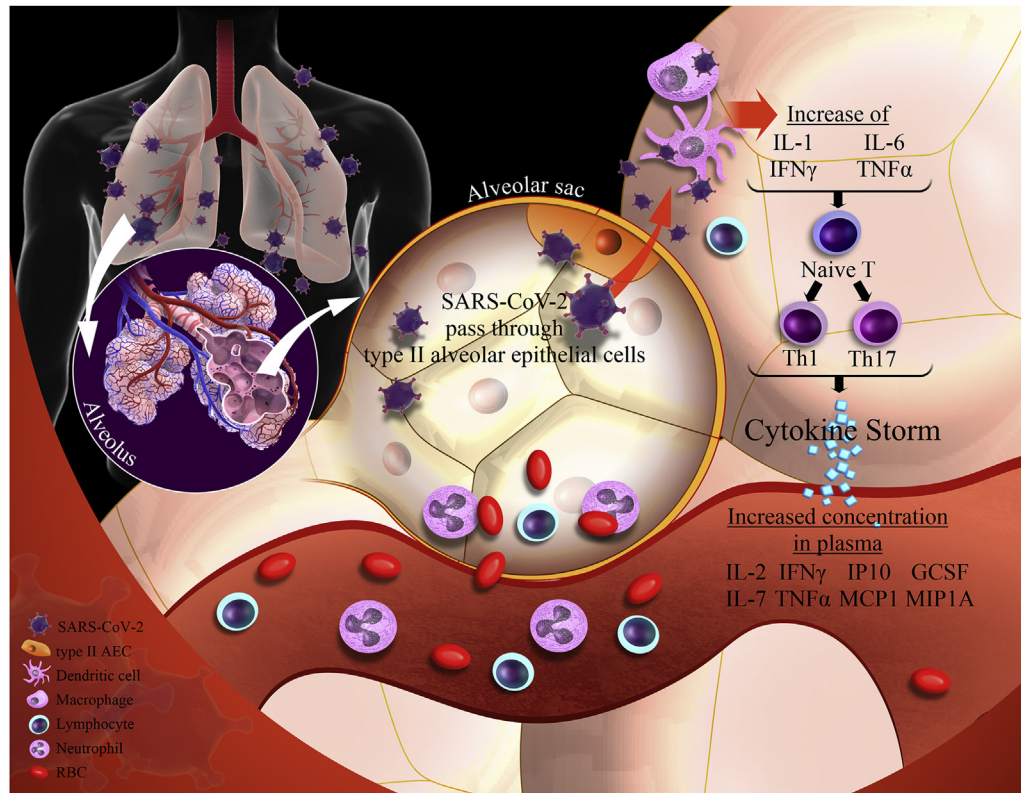 Alveolar sac
Alveolus
SARS-CoV-2
pass through
type II alveolar epithelial cells
Increase of
IL-1 IL-6
IFNγ TNFα
Naive T
Th1 Th17
Cytokine Storm
Increased concentration
in plasma
IL-2 IFNγ IP10 GCSF
IL-7 TNFα MCP1 MIP1A
SARS-CoV-2
type II AEC
Dendritic cell
Macrophage
Lymphocyte
Neutrophil
RBC